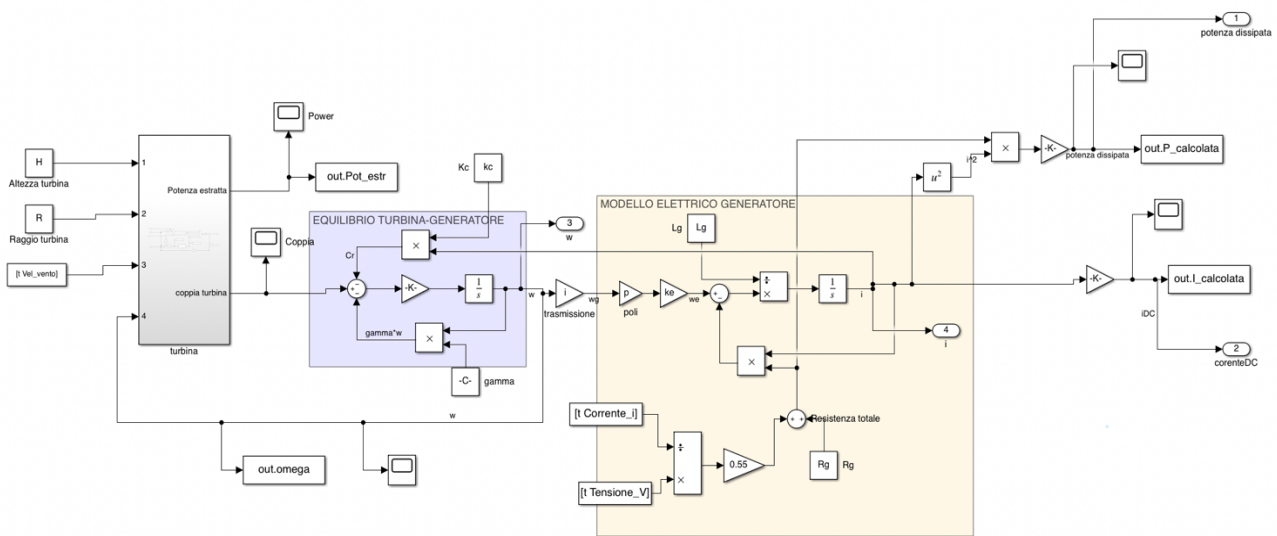 1
potenza dissipata
Power
H
Altezza turbina
R
Raggio turbina
[t Vel_vento]
1
2
3
4
Potenza estratta
coppia turbina
turbina
out.Pot_estr
Coppia
Kc
kc
EQUILIBRIO TURBINA-GENERATORE
Cr
×
-K-
1
s
w
gamma*w
×
-C-
gamma
3
w
i
trasmissione
wg
MODELLO ELETTRICO GENERATORE
Lg
Lg
p
poli
ke
we
÷
×
1
s
i
×
4
i
[t Corrente_i]
[t Tensione_V]
÷
×
0.55
Resistenza totale
Rg
Rg
u²
i^2
×
-K-
potenza dissipata
out.P_calcolata
-K-
out.I_calcolata
iDC
2
corenteDC
w
out.omega